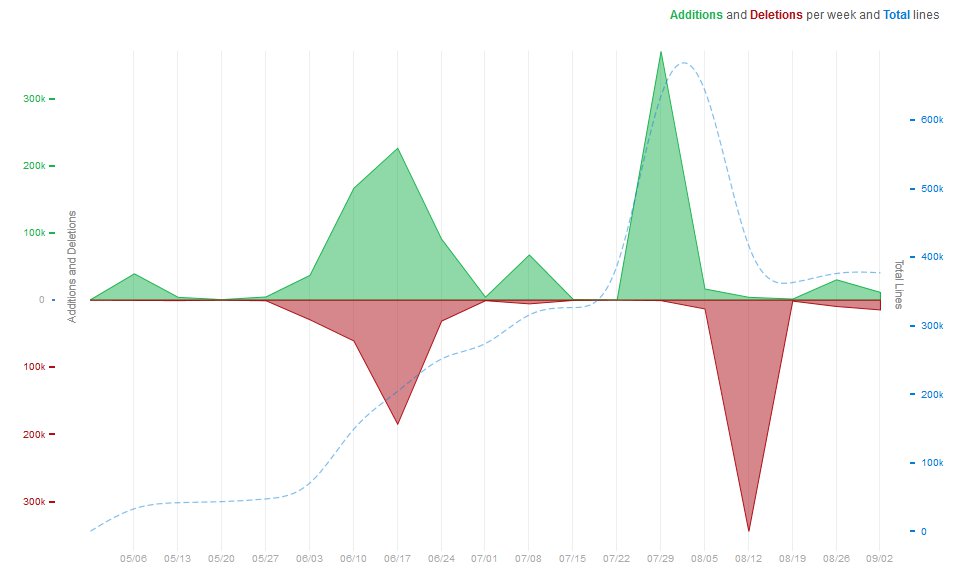 Additions and Deletions per week and Total lines
300k
200k
100k
0
100k
200k
300k
Additions and Deletions
600k
500k
400k
300k
200k
100k
0
Total Lines
05/06 05/13 05/20 05/27 06/03 06/10 06/17 06/24 07/01 07/08 07/15 07/22 07/29 08/05 08/12 08/19 08/26 09/02